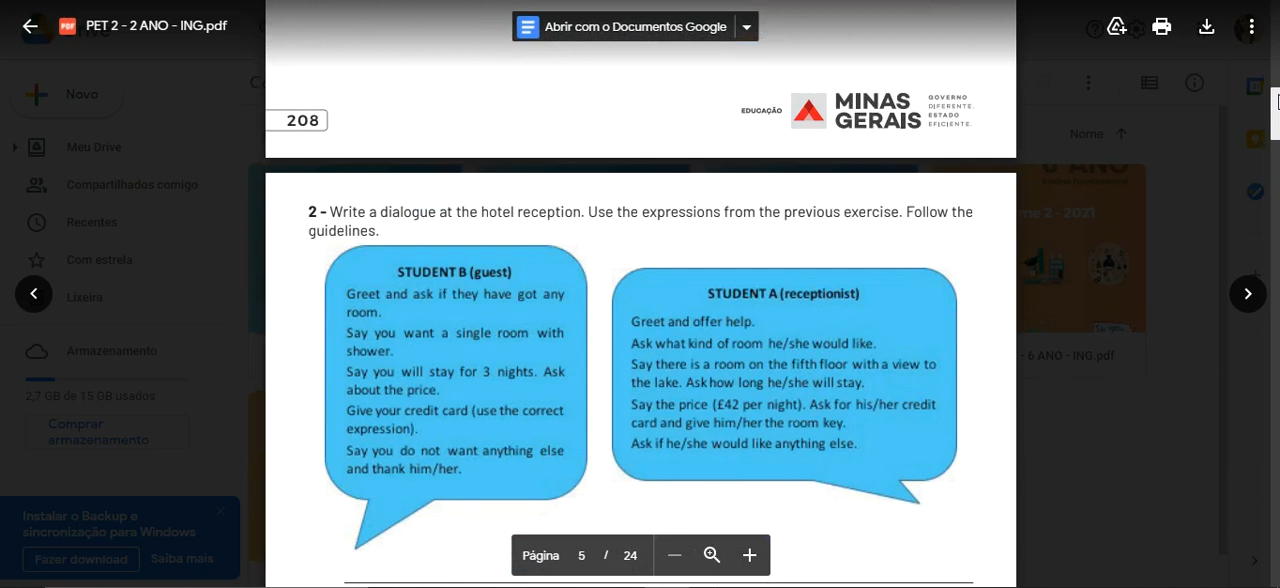 PDF PET 2 - 2 ANO - ING.pdf
Abrir com o Documentos Google
Novo
Meu Drive
Compartilhados comigo
Recentes
Com estrela
Lixeira
Armazenamento
2,7 GB de 15 GB usados
Comprar
armazenamento
Instalar o Backup e
sincronização para Windows
Fazer download
Saiba mais
208
EDUCAÇÃO
MINAS
GERAIS
GOVERNO
DIFERENTE.
ESTADO
EFICIENTE.
2 - Write a dialogue at the hotel reception. Use the expressions from the previous exercise. Follow the
guidelines.
STUDENT B (guest)
Greet and ask if they have got any
room.
Say you want a single room with
shower.
Say you will stay for 3 nights. Ask
about the price.
Give your credit card (use the correct
expression).
Say you do not want anything else
and thank him/her.
STUDENT A (receptionist)
Greet and offer help.
Ask what kind of room he/she would like.
Say there is a room on the fifth floor with a view to
the lake. Ask how long he/she will stay.
Say the price (£42 per night). Ask for his/her credit
card and give him/her the room key.
Ask if he/she would like anything else.
Página 5 / 24
Nome
6 ANO
me 2 - 2021
- 6 ANO - ING.pdf